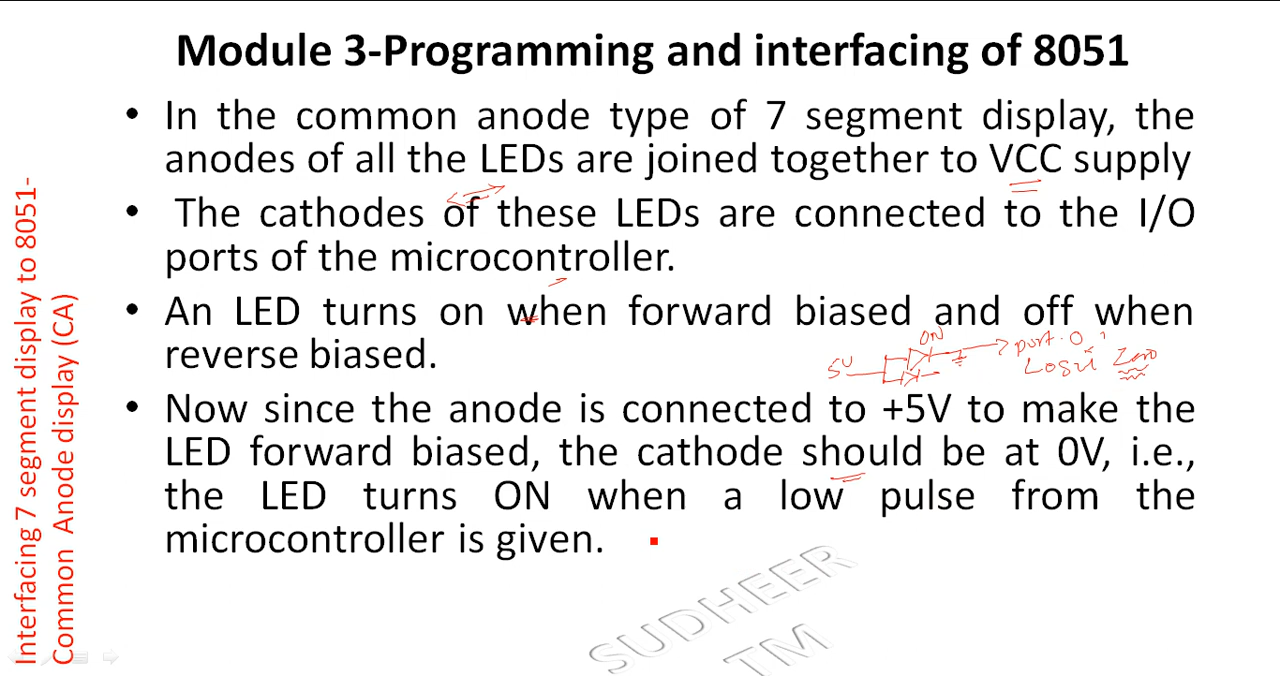 Module 3-Programming and interfacing of 8051
• In the common anode type of 7 segment display, the
anodes of all the LEDs are joined together to VCC supply
• The cathodes of these LEDs are connected to the I/O
ports of the microcontroller.
• An LED turns on when forward biased and off when
reverse biased.
ON
5V
port.0
Logic Zero
• Now since the anode is connected to +5V to make the
LED forward biased, the cathode should be at 0V, i.e.,
the LED turns ON when a low pulse from the
microcontroller is given.
Interfacing 7 segment display to 8051-
Common Anode display (CA)
SUDHEER
TM